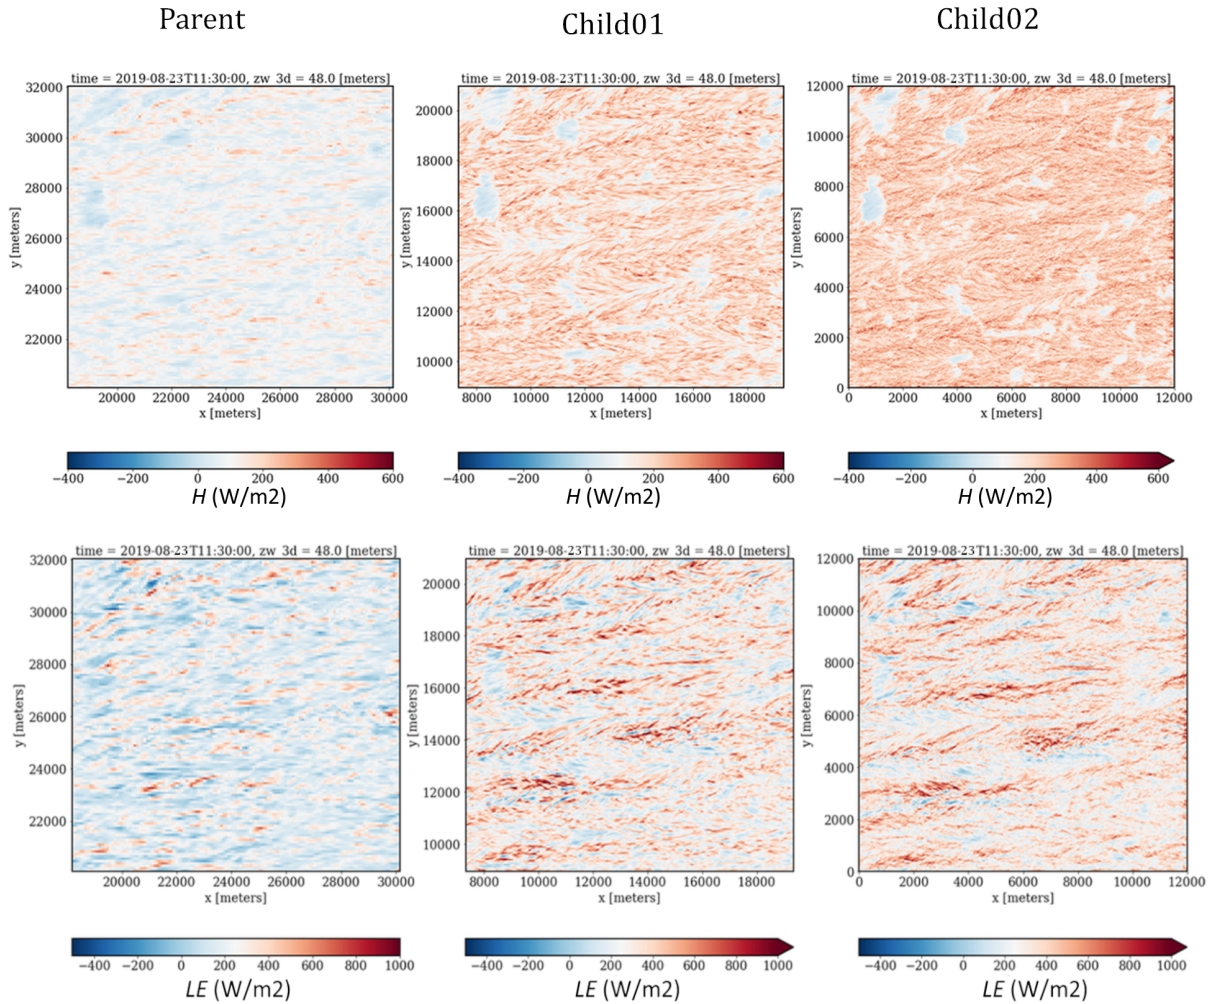 Parent Child01 Child02
time = 2019-08-23T11:30:00, zw_3d = 48.0 [meters] time = 2019-08-23T11:30:00, zw_3d = 48.0 [meters] time = 2019-08-23T11:30:00, zw_3d = 48.0 [meters]
32000
30000
28000
26000
24000
22000
y [meters]
20000 22000 24000 26000 28000 30000
x [meters]
20000
18000
16000
14000
12000
10000
y [meters]
8000 10000 12000 14000 16000 18000
x [meters]
12000
10000
8000
6000
4000
2000
0
y [meters]
0 2000 4000 6000 8000 10000 12000
x [meters]
−400 −200 0 200 400 600
H (W/m2)
−400 −200 0 200 400 600
H (W/m2)
−400 −200 0 200 400 600
H (W/m2)
time = 2019-08-23T11:30:00, zw_3d = 48.0 [meters] time = 2019-08-23T11:30:00, zw_3d = 48.0 [meters] time = 2019-08-23T11:30:00, zw_3d = 48.0 [meters]
32000
30000
28000
26000
24000
22000
y [meters]
20000 22000 24000 26000 28000 30000
x [meters]
20000
18000
16000
14000
12000
10000
y [meters]
8000 10000 12000 14000 16000 18000
x [meters]
12000
10000
8000
6000
4000
2000
0
y [meters]
0 2000 4000 6000 8000 10000 12000
x [meters]
−400 −200 0 200 400 600 800 1000
LE (W/m2)
−400 −200 0 200 400 600 800 1000
LE (W/m2)
−400 −200 0 200 400 600 800 1000
LE (W/m2)